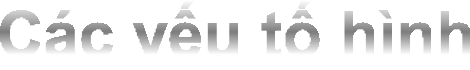 Các yếu tố hình